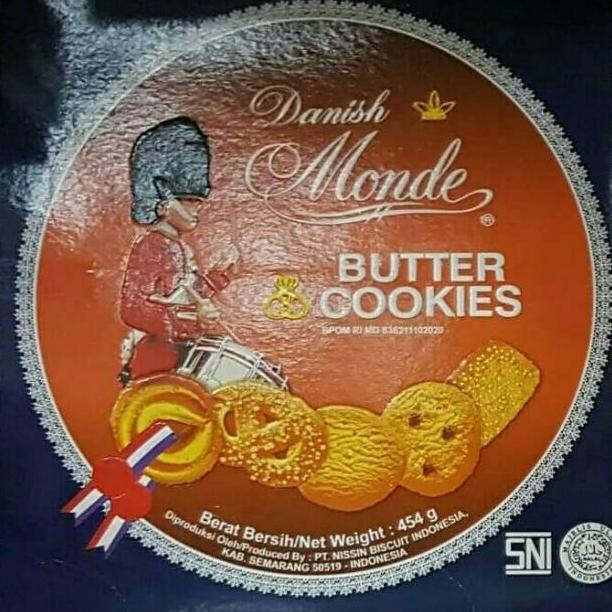 Danish
Monde
®
BUTTER
COOKIES
BPOM RI MD 835211102020
Berat Bersih/Net Weight : 454 g
Diproduksi Oleh/Produced By : PT. NISSIN BISCUIT INDONESIA,
KAB. SEMARANG 50519 - INDONESIA
SNI